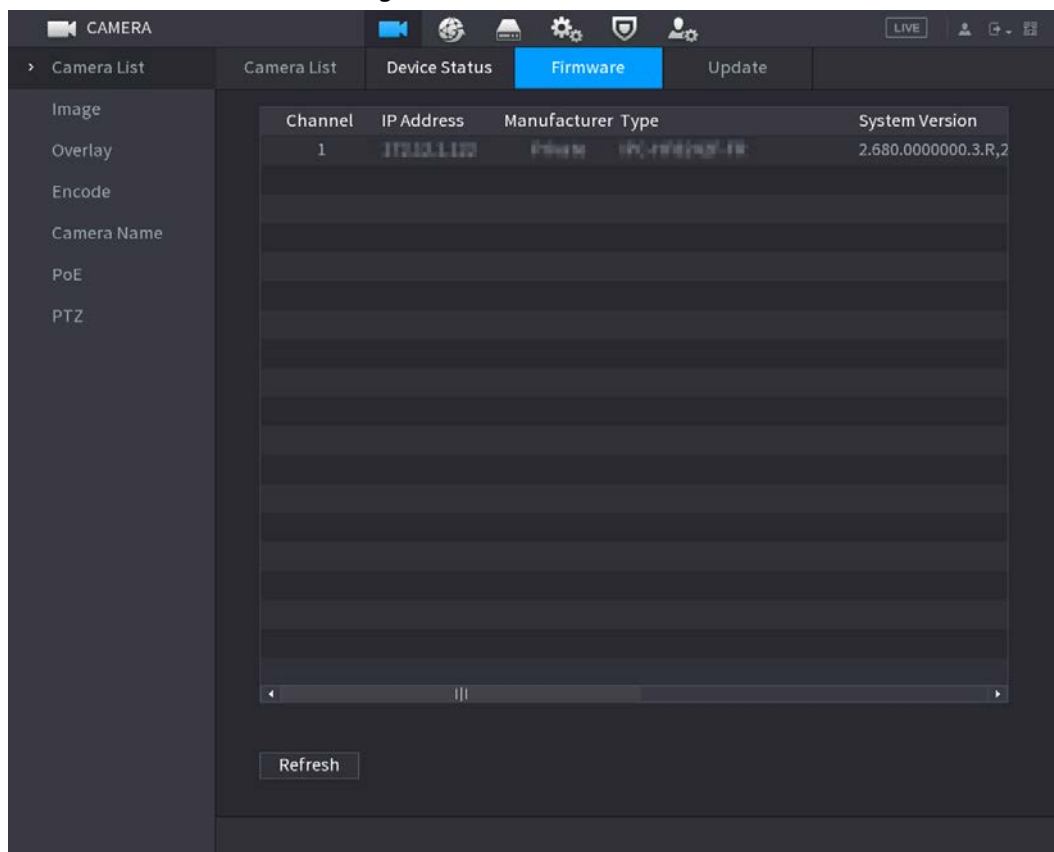 CAMERA LIVE
Camera List Camera List Device Status Firmware Update
Image
Channel IP Address Manufacturer Type System Version
Overlay
1 2.680.0000000.3.R,2
Encode
Camera Name
PoE
PTZ
Refresh